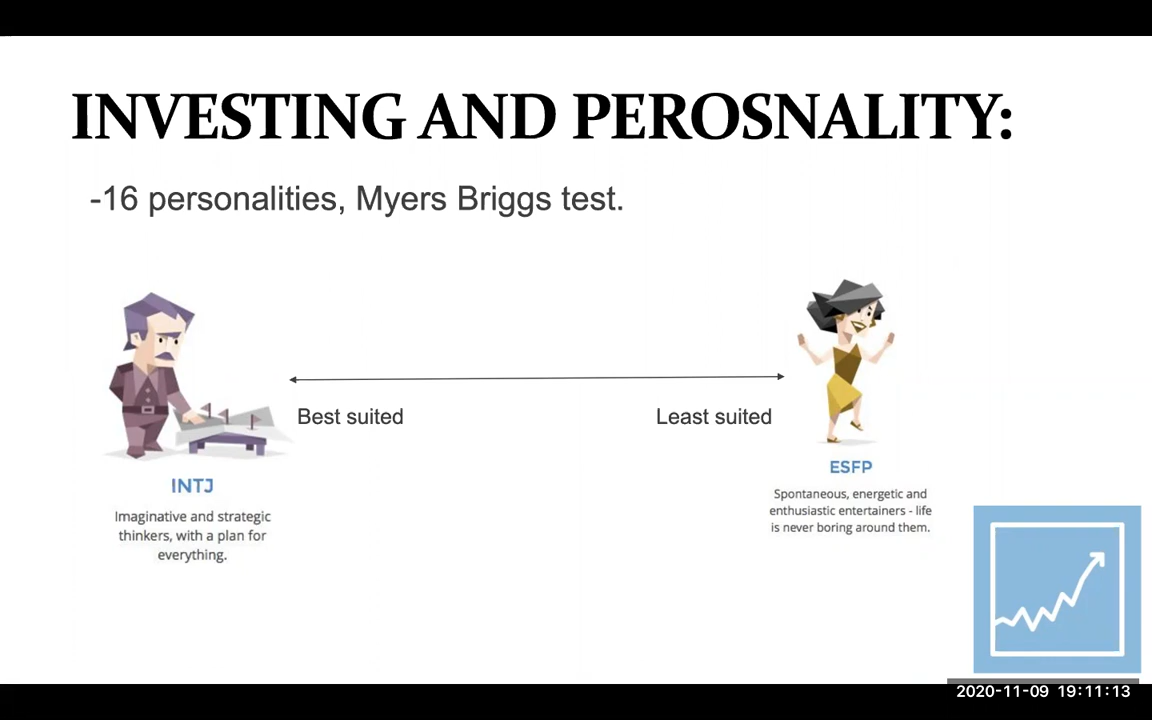 INVESTING AND PEROSNALITY:
-16 personalities, Myers Briggs test.
Best suited
Least suited
INTJ
Imaginative and strategic
thinkers, with a plan for
everything.
ESFP
Spontaneous, energetic and
enthusiastic entertainers - life
is never boring around them.
2020-11-09 19:11:13